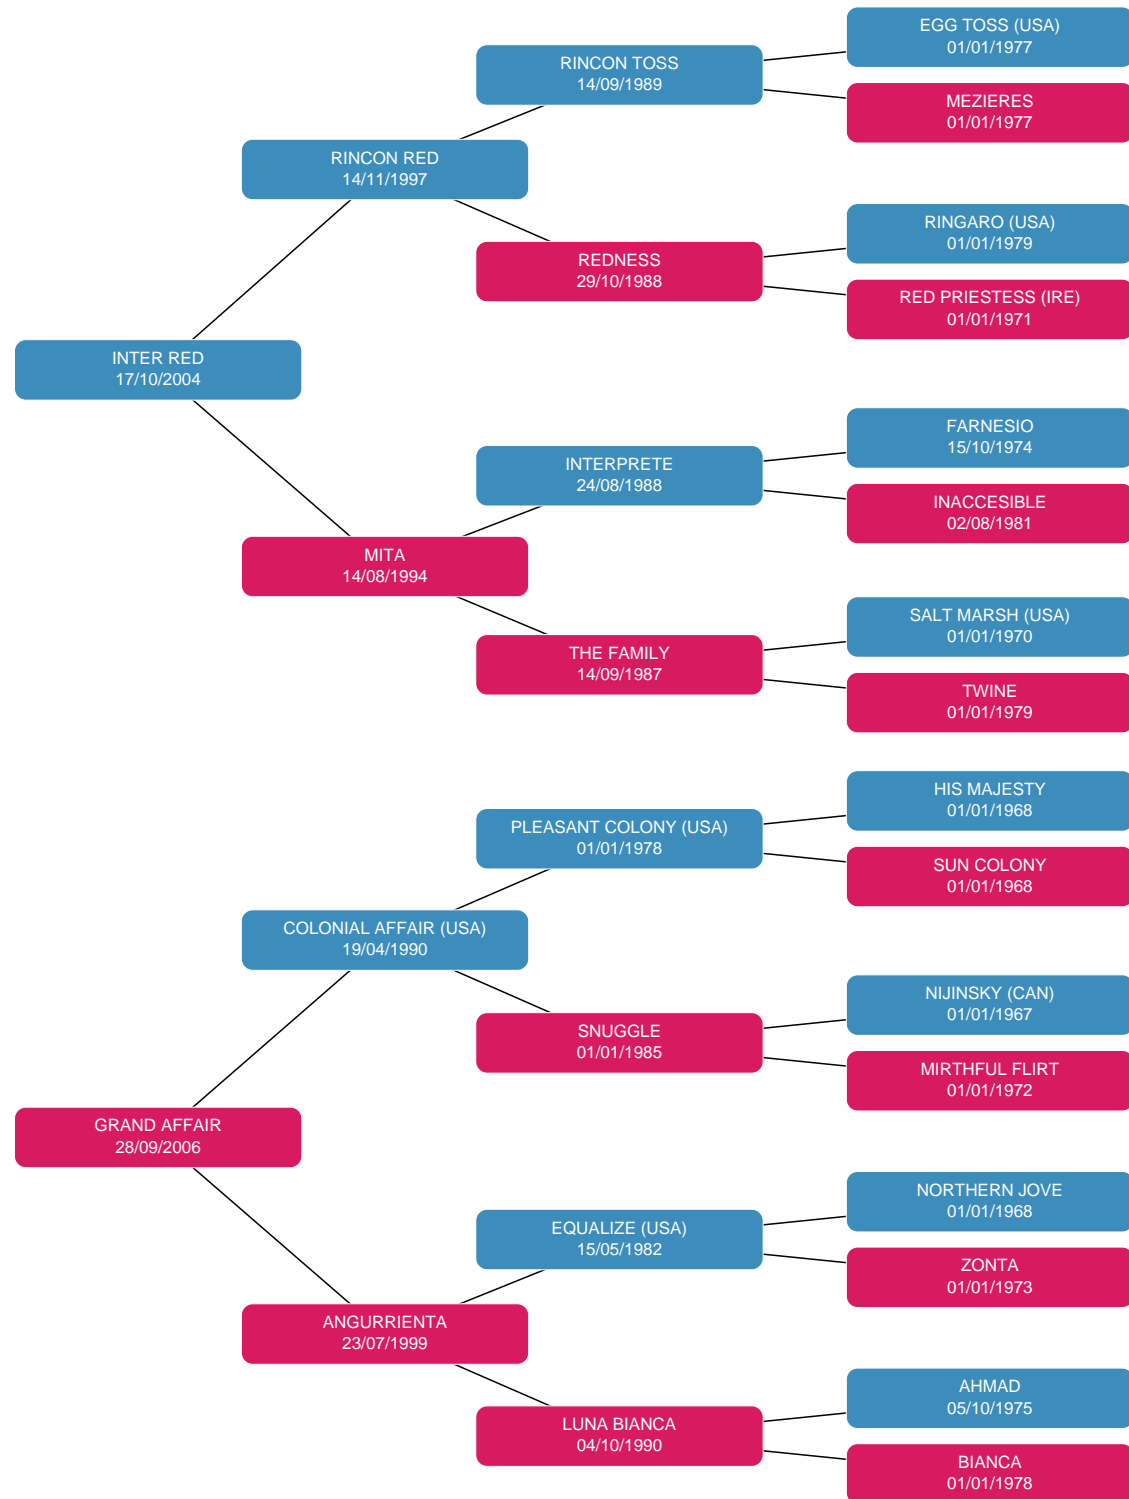 EGG TOSS (USA)
01/01/1977
RINCON TOSS
14/09/1989
MEZIERES
01/01/1977
RINCON RED
14/11/1997
RINGARO (USA)
01/01/1979
REDNESS
29/10/1988
RED PRIESTESS (IRE)
01/01/1971
INTER RED
17/10/2004
FARNESIO
15/10/1974
INTERPRETE
24/08/1988
INACCESIBLE
02/08/1981
MITA
14/08/1994
SALT MARSH (USA)
01/01/1970
THE FAMILY
14/09/1987
TWINE
01/01/1979
HIS MAJESTY
01/01/1968
PLEASANT COLONY (USA)
01/01/1978
SUN COLONY
01/01/1968
COLONIAL AFFAIR (USA)
19/04/1990
NIJINSKY (CAN)
01/01/1967
SNUGGLE
01/01/1985
MIRTHFUL FLIRT
01/01/1972
GRAND AFFAIR
28/09/2006
NORTHERN JOVE
01/01/1968
EQUALIZE (USA)
15/05/1982
ZONTA
01/01/1973
ANGURRIENTA
23/07/1999
AHMAD
05/10/1975
LUNA BIANCA
04/10/1990
BIANCA
01/01/1978